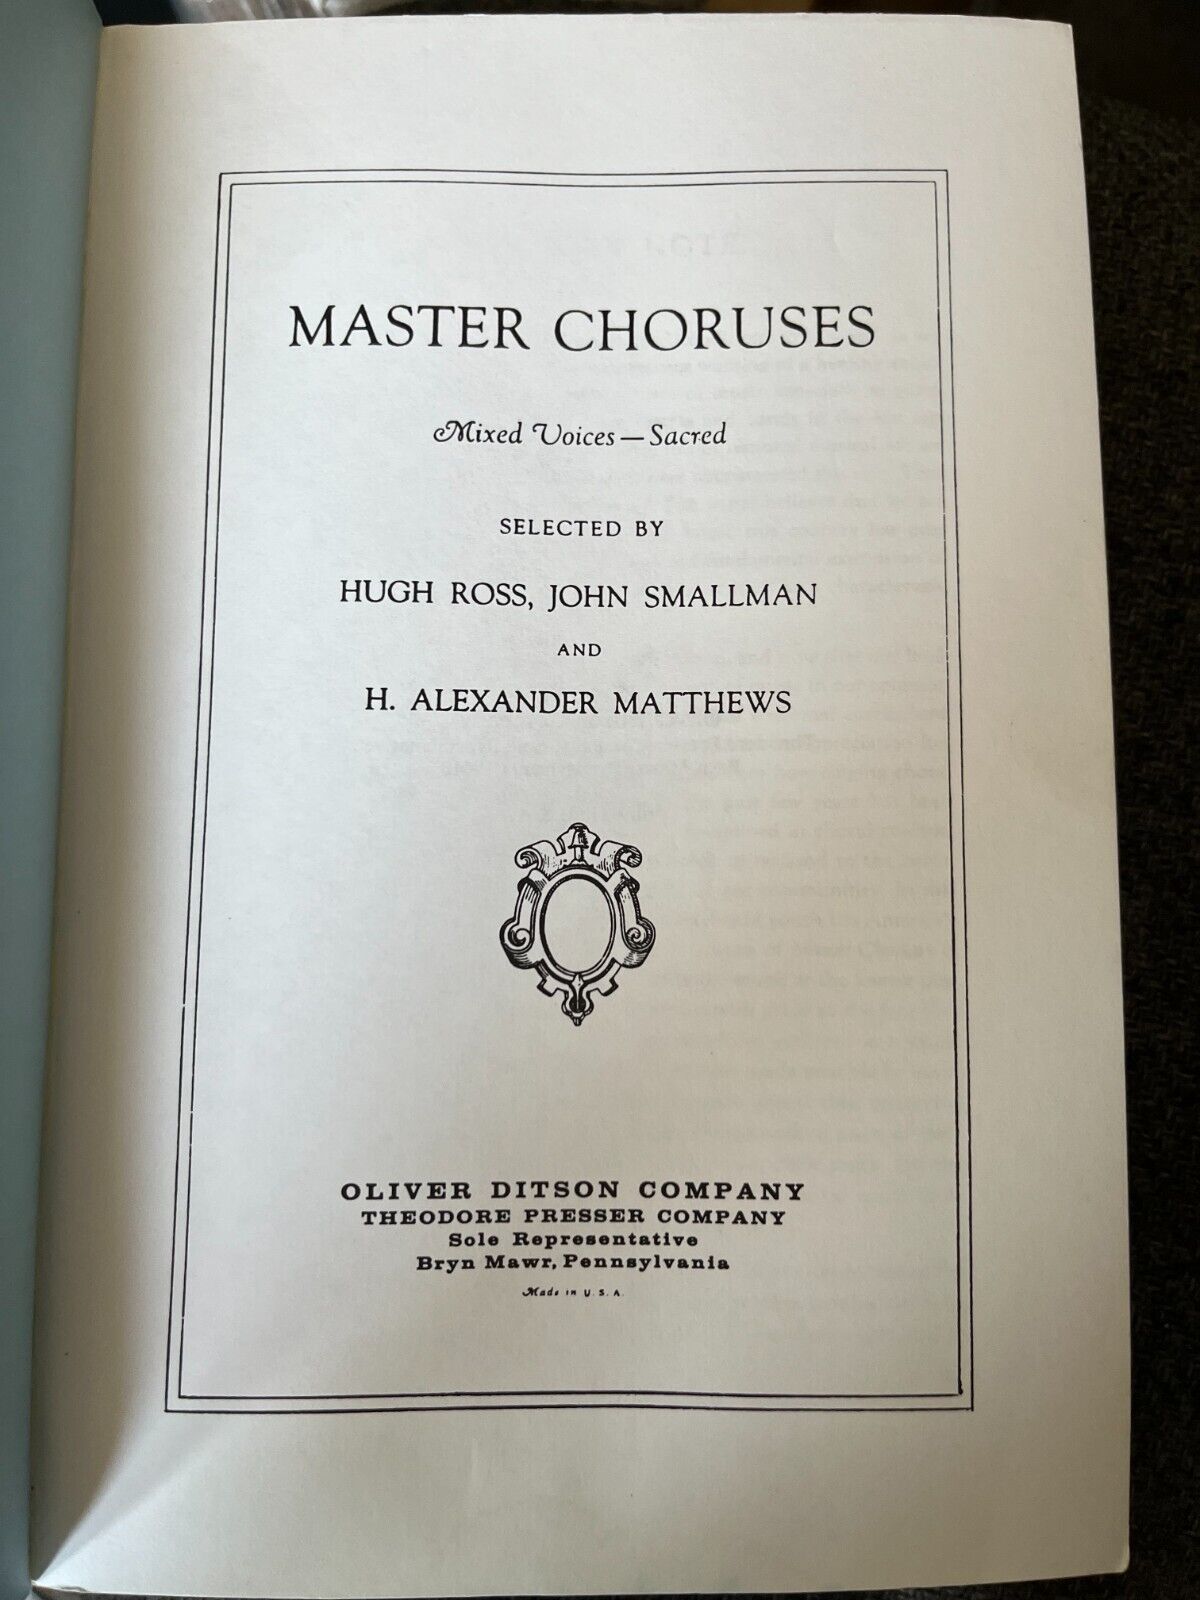 MASTER CHORUSES
Mixed Voices — Sacred
SELECTED BY
HUGH ROSS, JOHN SMALLMAN
AND
H. ALEXANDER MATTHEWS
OLIVER DITSON COMPANY
THEODORE PRESSER COMPANY
Sole Representative
Bryn Mawr, Pennsylvania
Made in U. S. A.